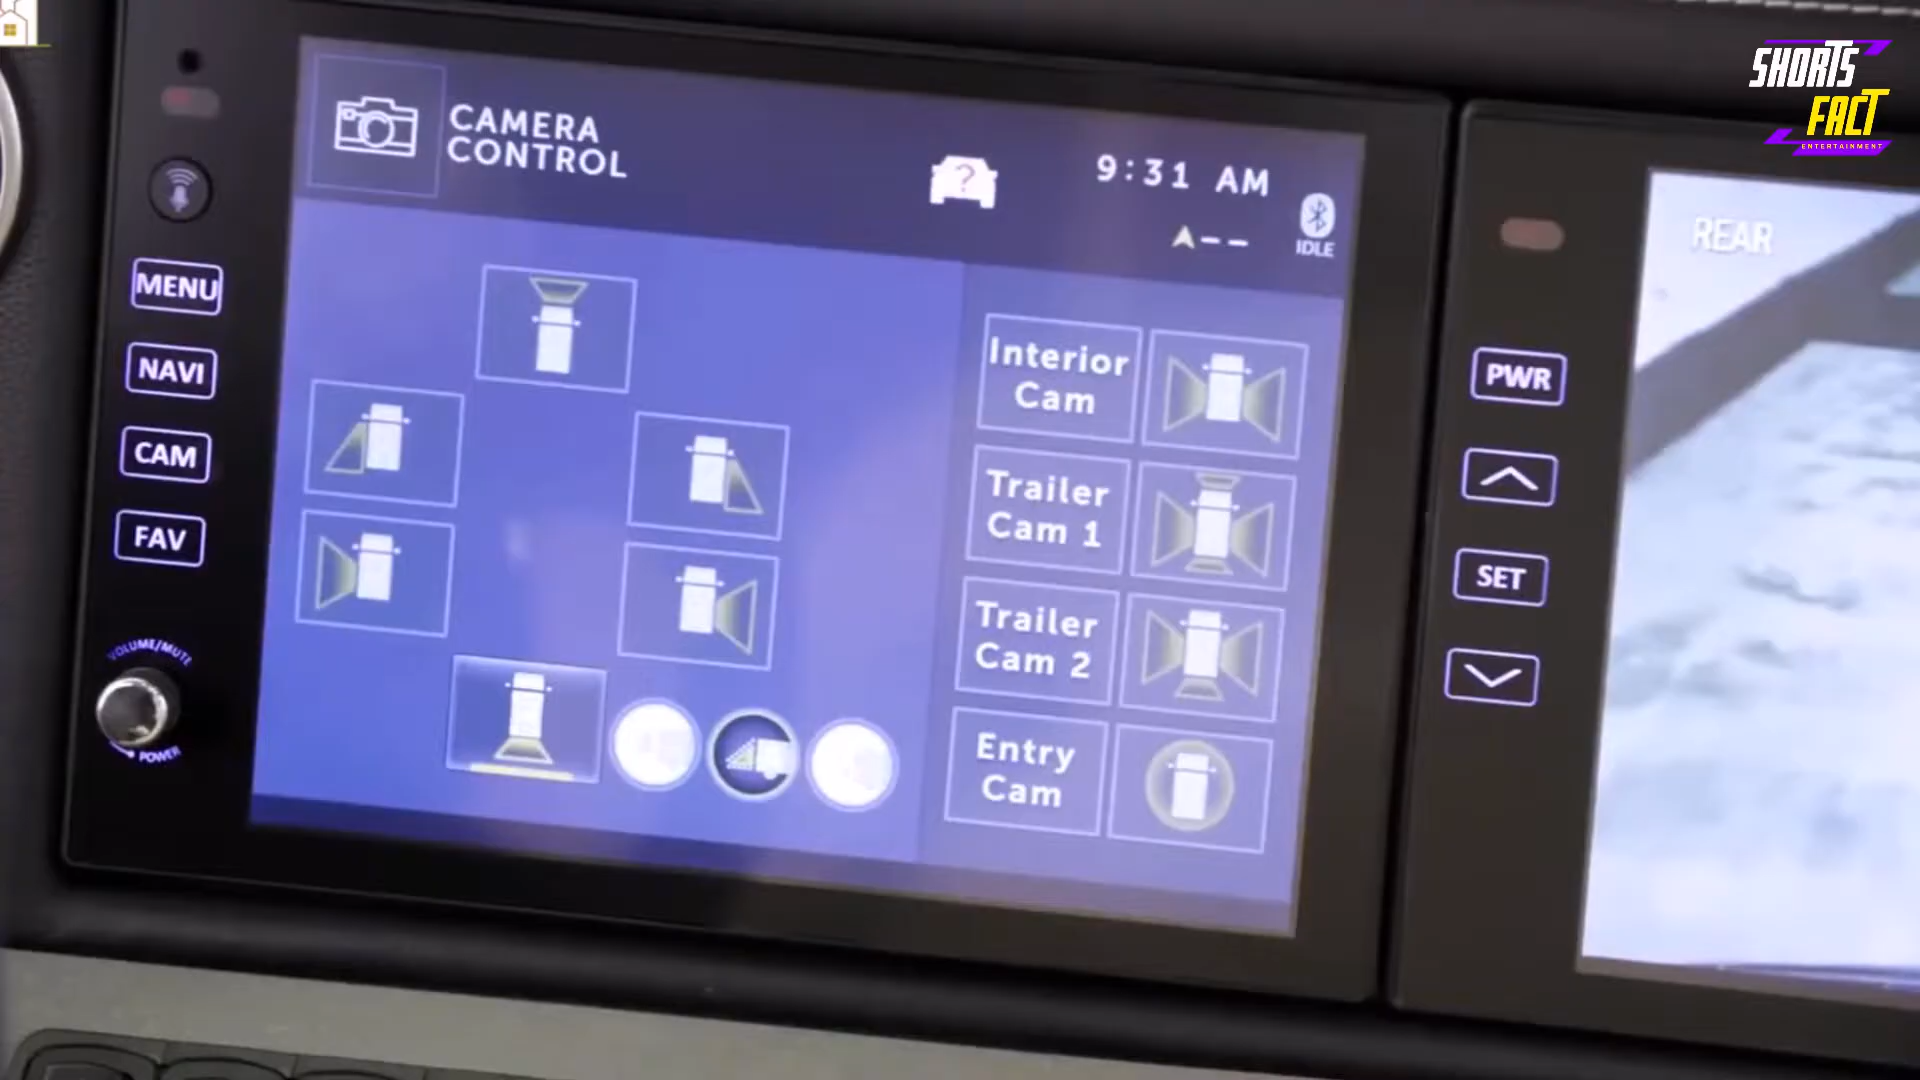 CAMERA
CONTROL
9:31 AM
IDLE
MENU
NAVI
CAM
FAV
VOLUME/MUTE
POWER
Interior
Cam
Trailer
Cam 1
Trailer
Cam 2
Entry
Cam
REAR
PWR
SET
SHORTS
FACT
ENTERTAINMENT